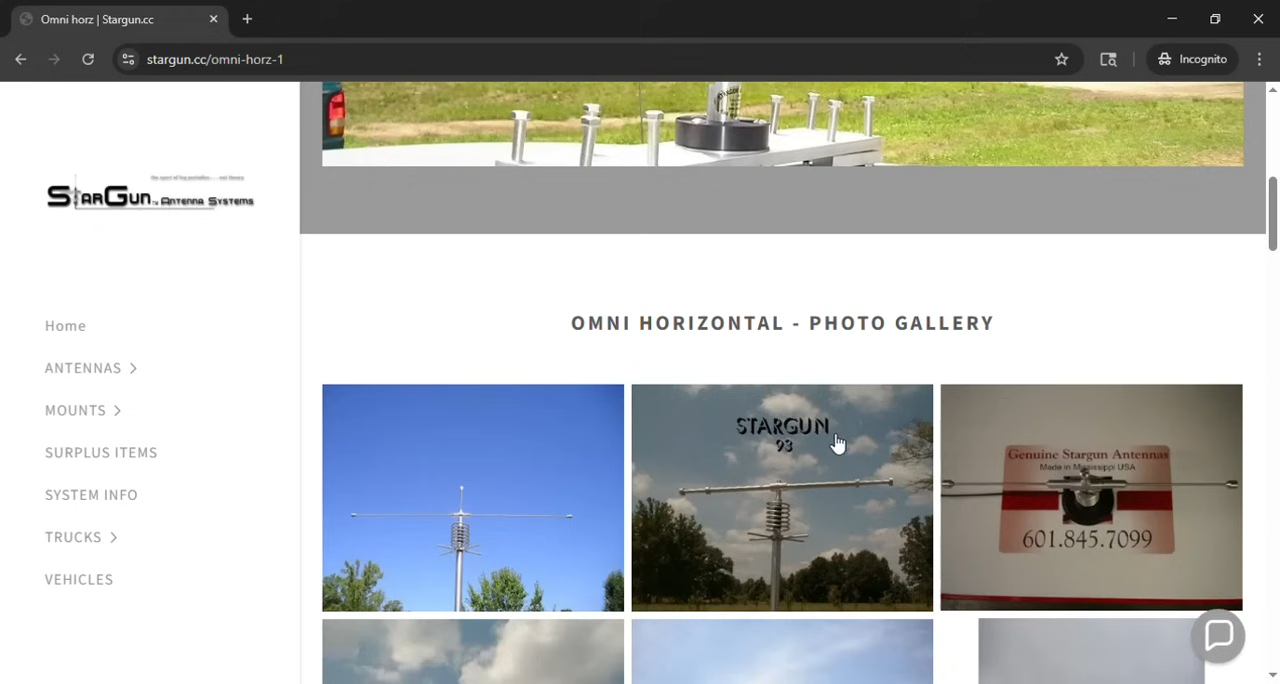 Omni horz | Stargun.cc
stargun.cc/omni-horz-1
Incognito
STARGUN
ANTENNA SYSTEMS
OMNI HORIZONTAL - PHOTO GALLERY
Home
ANTENNAS
MOUNTS
SURPLUS ITEMS
SYSTEM INFO
TRUCKS
VEHICLES
STARGUN
93
Genuine Stargun Antennas
Made in Mississippi USA
601.845.7099